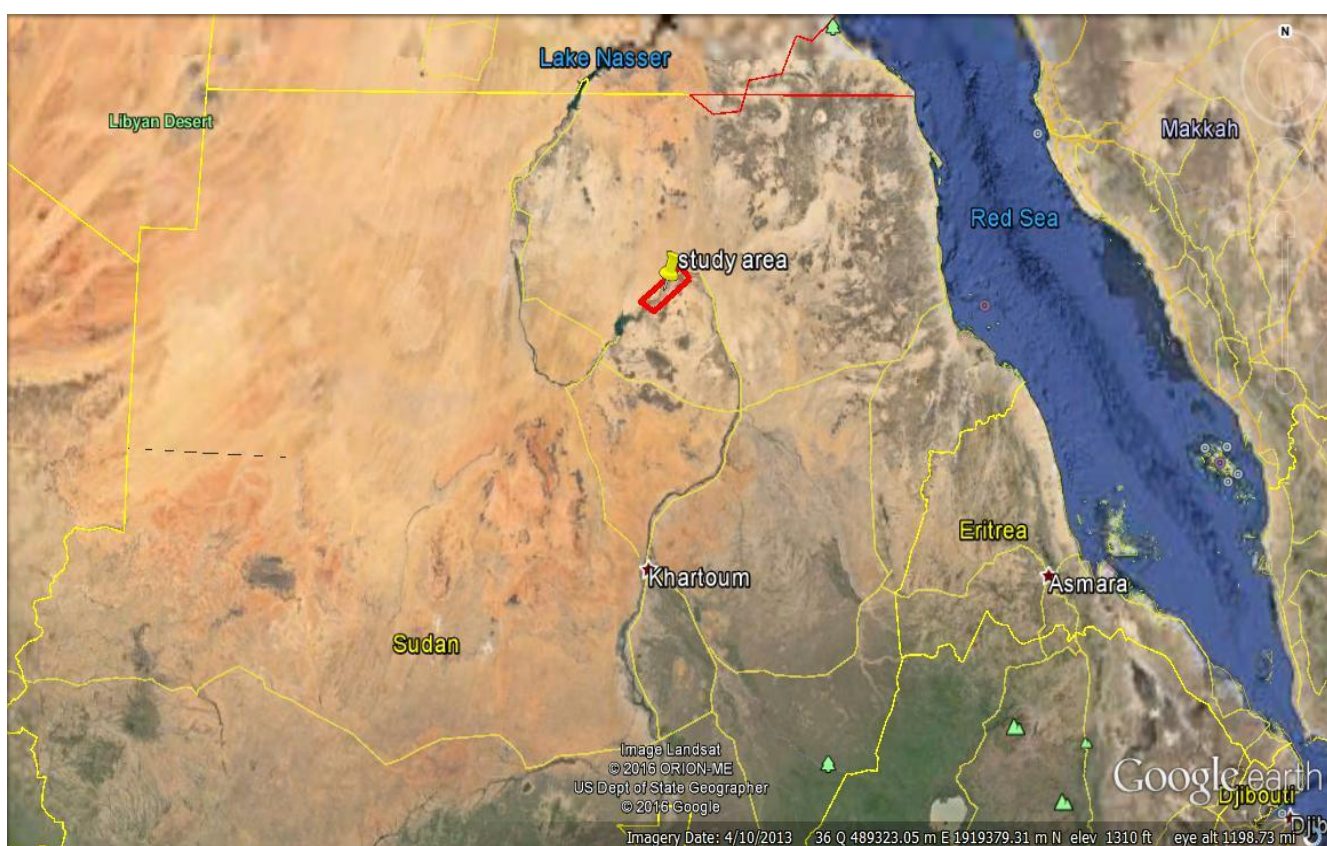 N
Lake Nasser
Libyan Desert
Makkah
Red Sea
study area
Eritrea
Khartoum
Asmara
Sudan
Image Landsat
© 2016 ORION-ME
US Dept of State Geographer
© 2016 Google
Google earth
Djibouti
Djib
Imagery Date: 4/10/2013 36 Q 489323.05 m E 1919379.31 m N elev 1310 ft eye alt 1198.73 mi